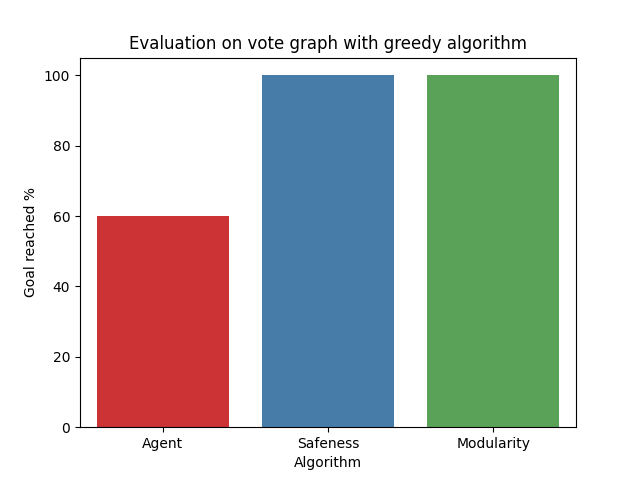 Evaluation on vote graph with greedy algorithm
Goal reached %
100
80
60
40
20
0
Agent
Safeness
Modularity
Algorithm